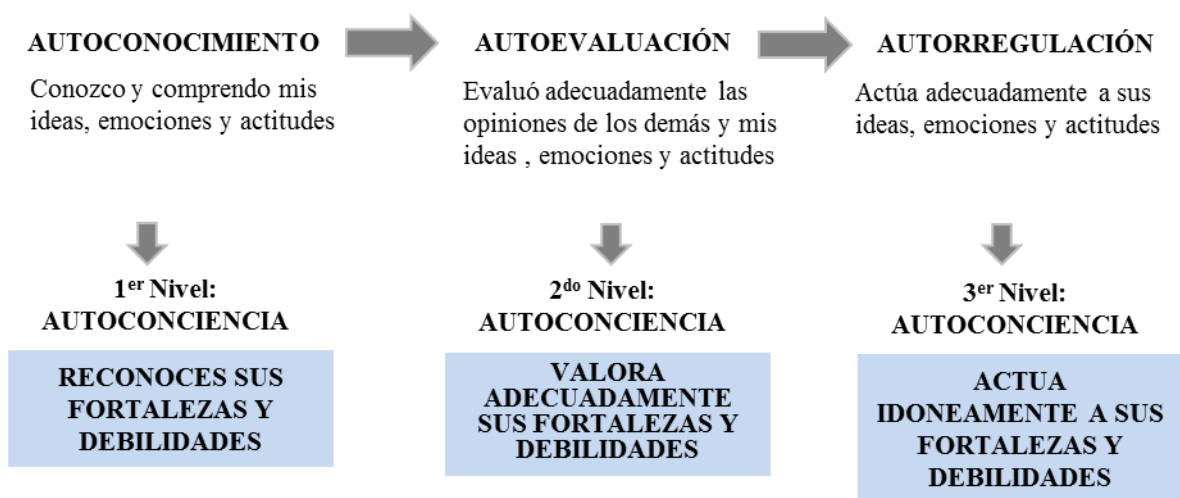 AUTOCONOCIMIENTO
Conozco y comprendo mis
ideas, emociones y actitudes
1er Nivel:
AUTOCONCIENCIA
RECONOCES SUS
FORTALEZAS Y
DEBILIDADES
AUTOEVALUACIÓN
Evaluó adecuadamente las
opiniones de los demás y mis
ideas , emociones y actitudes
2do Nivel:
AUTOCONCIENCIA
VALORA
ADECUADAMENTE
SUS FORTALEZAS Y
DEBILIDADES
AUTORREGULACIÓN
Actúa adecuadamente a sus
ideas, emociones y actitudes
3er Nivel:
AUTOCONCIENCIA
ACTUA
IDONEAMENTE A SUS
FORTALEZAS Y
DEBILIDADES